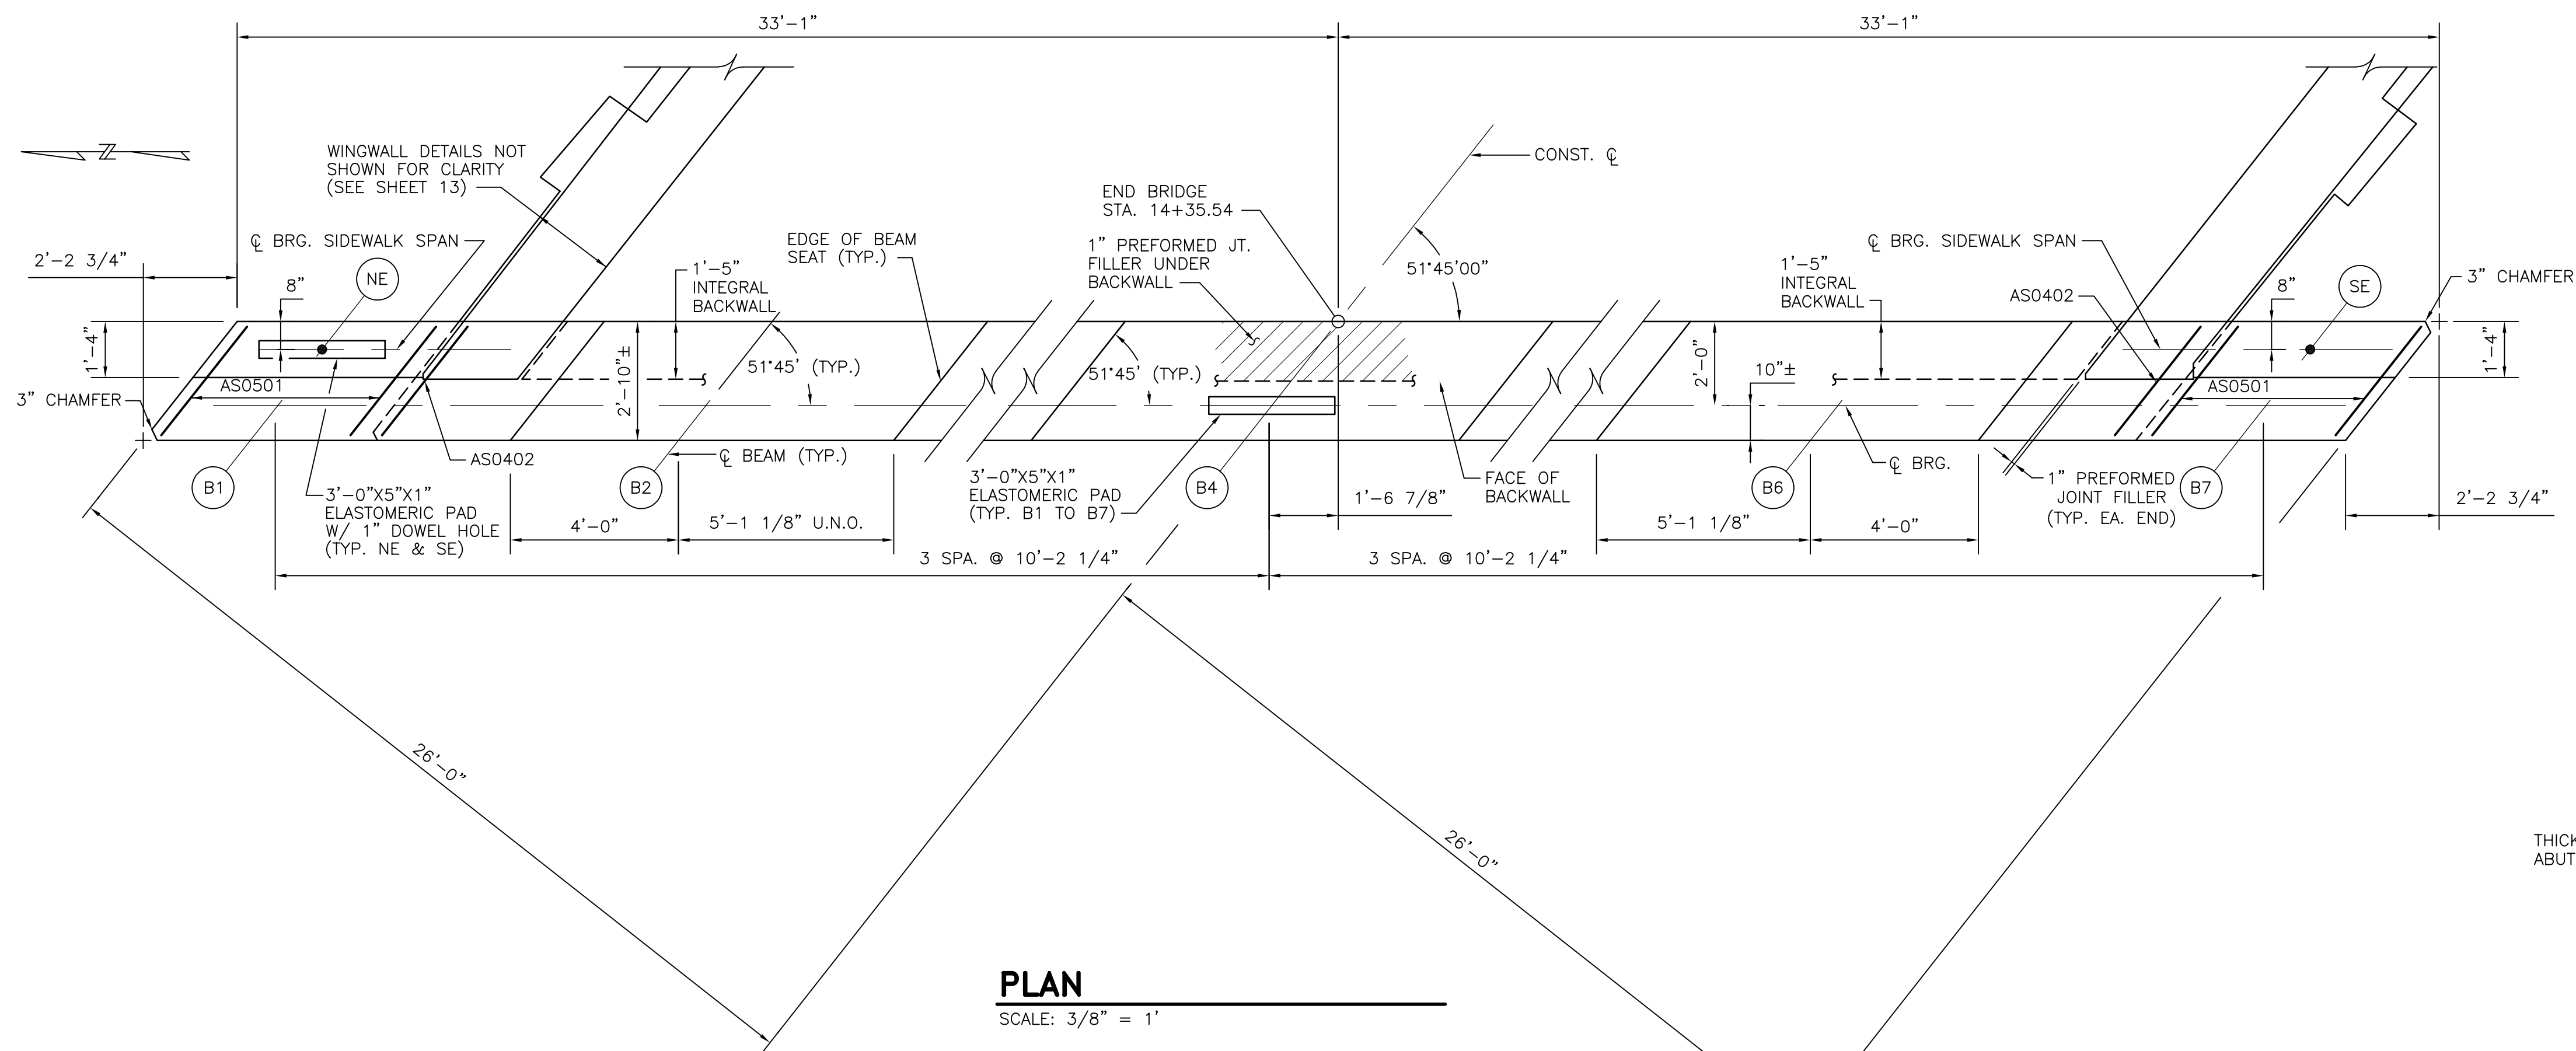 33'-1"
33'-1"
WINGWALL DETAILS NOT
SHOWN FOR CLARITY
(SEE SHEET 13)
Z
CONST. ℄
END BRIDGE
STA. 14+35.54
℄ BRG. SIDEWALK SPAN
EDGE OF BEAM
SEAT (TYP.)
1" PREFORMED JT.
FILLER UNDER
BACKWALL
51°45'00"
℄ BRG. SIDEWALK SPAN
2'-2 3/4"
8"
NE
1'-5"
INTEGRAL
BACKWALL
1'-5"
INTEGRAL
BACKWALL
AS0402
8"
SE
3" CHAMFER
1'-4"
AS0501
3" CHAMFER
2'-10"±
51°45' (TYP.)
51°45' (TYP.)
2'-0"
10"±
AS0501
1'-4"
AS0402
℄ BEAM (TYP.)
B1
B2
B4
B6
B7
3'-0"X5"X1"
ELASTOMERIC PAD
W/ 1" DOWEL HOLE
(TYP. NE & SE)
4'-0"
5'-1 1/8" U.N.O.
3'-0"X5"X1"
ELASTOMERIC PAD
(TYP. B1 TO B7)
1'-6 7/8"
FACE OF
BACKWALL
℄ BRG.
1" PREFORMED
JOINT FILLER
(TYP. EA. END)
5'-1 1/8"
4'-0"
2'-2 3/4"
3 SPA. @ 10'-2 1/4"
3 SPA. @ 10'-2 1/4"
26'-0"
26'-0"
THICK
ABUT
PLAN
SCALE: 3/8" = 1'